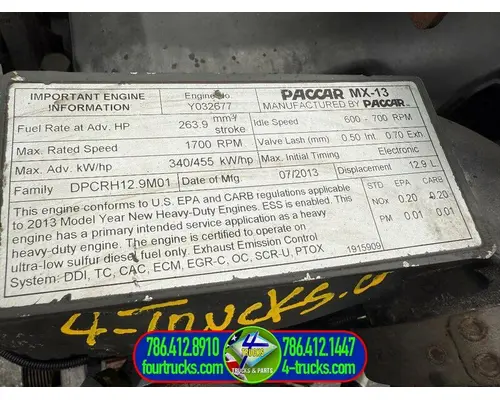 IMPORTANT ENGINE INFORMATION
Engine No. Y032677
PACCAR MX-13
MANUFACTURED BY PACCAR INC
Fuel Rate at Adv. HP 263.9 mm³/stroke
Idle Speed 600 - 700 RPM
Max. Rated Speed 1700 RPM
Valve Lash (mm) 0.50 Int 0.70 Exh
Max. Adv. kW/hp 340/455 kW/hp
Max. Initial Timing Electronic
Family DPCRH12.9M01
Date of Mfg 07/2013
Displacement 12.9 L
This engine conforms to U.S. EPA and CARB regulations applicable
to 2013 Model Year New Heavy-Duty Engines. ESS is enabled. This
engine has a primary intended service application as a heavy
heavy-duty engine. The engine is certified to operate on
ultra-low sulfur diesel fuel only. Exhaust Emission Control
System: DDI, TC, CAC, ECM, EGR-C, OC, SCR-U, PTOX
1915909
STD EPA CARB
NOx 0.20 0.20
PM 0.01 0.01
4-TRUCKS.
786.412.8910
fourtrucks.com
4
TRUCKS
TRUCKS & PARTS
786.412.1447
4-trucks.com